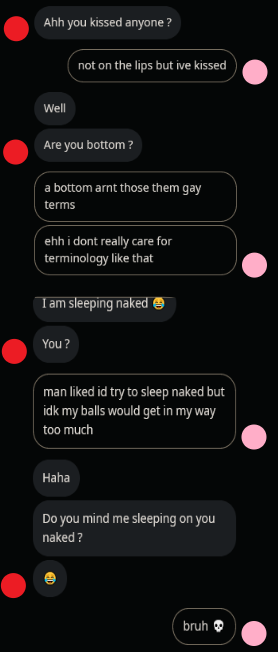 Ahh you kissed anyone ?
not on the lips but ive kissed
Well
Are you bottom ?
a bottom arnt those them gay
terms
ehh i dont really care for
terminology like that
I am sleeping naked 😂
You ?
man liked id try to sleep naked but
idk my balls would get in my way
too much
Haha
Do you mind me sleeping on you
naked ?
😂
bruh 💀